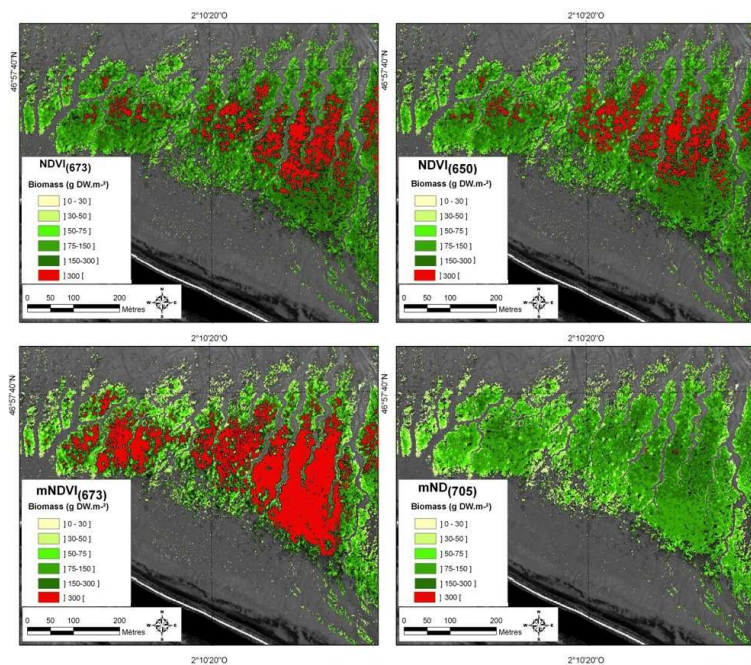 2°10'20"O
2°10'20"O
46°57'40"N
46°57'40"N
NDVI(673)
Biomass (g DW.m-²)
] 0 - 30 ]
] 30-50 ]
] 50-75 ]
] 75-150 ]
] 150-300 ]
] 300 [
0 50 100 200
Mètres
N
W E
S
NDVI(650)
Biomass (g DW.m-²)
] 0 - 30 ]
] 30-50 ]
] 50-75 ]
] 75-150 ]
] 150-300 ]
] 300 [
0 50 100 200
Mètres
N
W E
S
2°10'20"O
2°10'20"O
46°57'40"N
46°57'40"N
mNDVI(673)
Biomass (g DW.m-²)
] 0 - 30 ]
] 30-50 ]
] 50-75 ]
] 75-150 ]
] 150-300 ]
] 300 [
0 50 100 200
Mètres
N
W E
S
mND(705)
Biomass (g DW.m-²)
] 0 - 30 ]
] 30-50 ]
] 50-75 ]
] 75-150 ]
] 150-300 ]
] 300 [
0 50 100 200
Mètres
N
W E
S
2°10'20"O
2°10'20"O